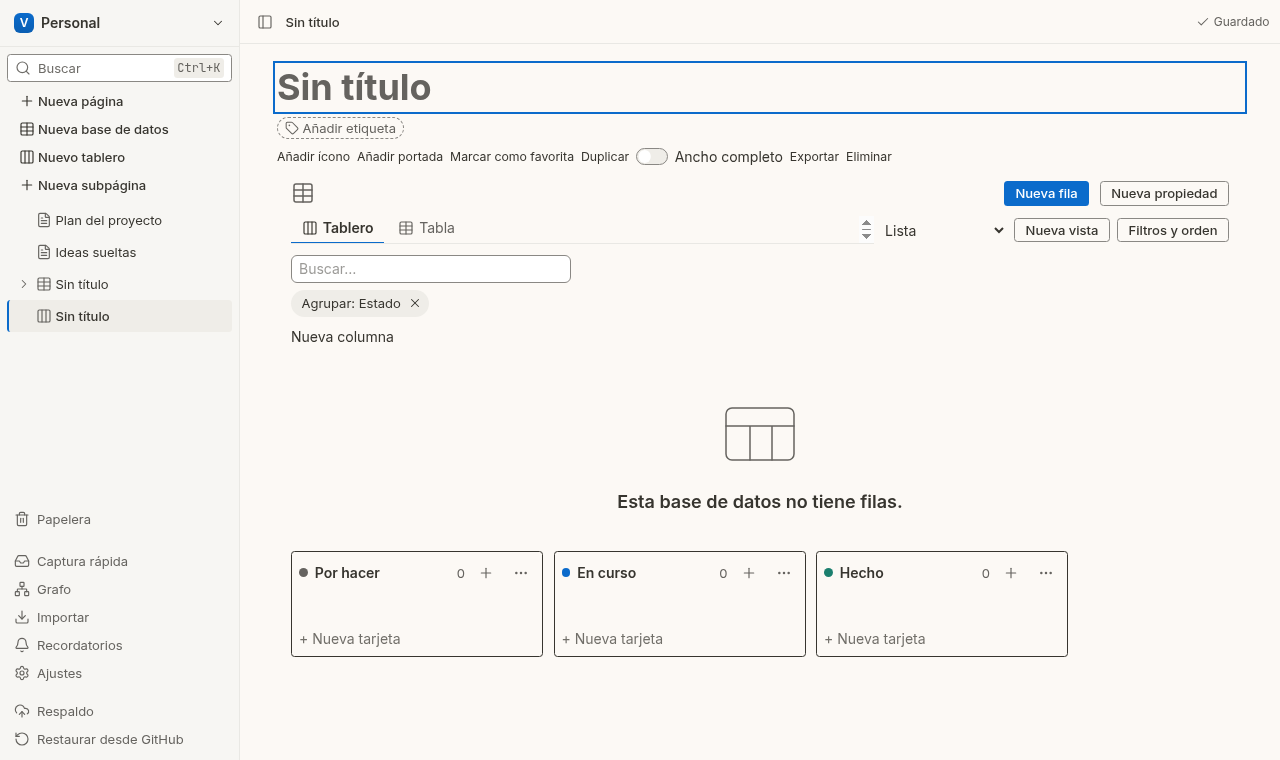 V Personal
Buscar Ctrl+K
Nueva página
Nueva base de datos
Nuevo tablero
Nueva subpágina
Plan del proyecto
Ideas sueltas
Sin título
Sin título
Papelera
Captura rápida
Grafo
Importar
Recordatorios
Ajustes
Respaldo
Restaurar desde GitHub
Sin título Guardado
Sin título
Añadir etiqueta
Añadir ícono Añadir portada Marcar como favorita Duplicar Ancho completo Exportar Eliminar
Nueva fila Nueva propiedad
Tablero Tabla Lista Nueva vista Filtros y orden
Buscar...
Agrupar: Estado
Nueva columna
Esta base de datos no tiene filas.
Por hacer 0 En curso 0 Hecho 0
+ Nueva tarjeta + Nueva tarjeta + Nueva tarjeta